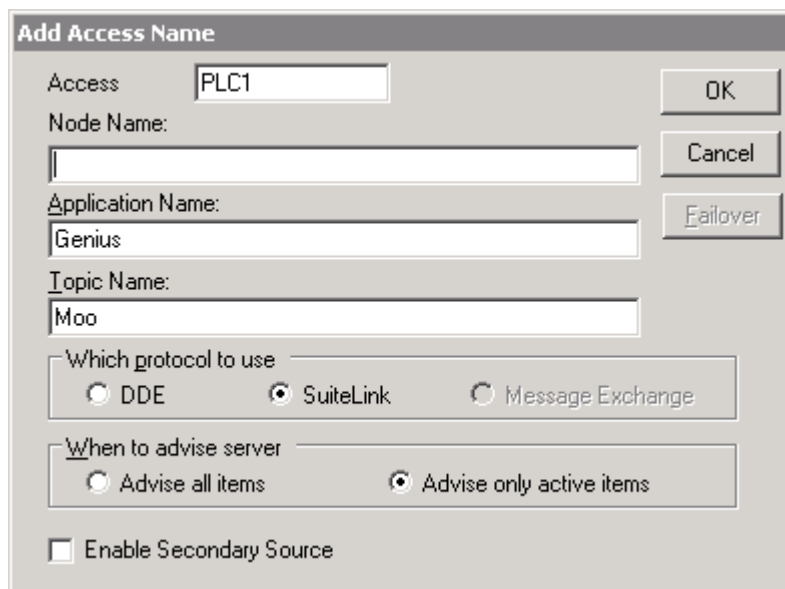 Add Access Name
Access PLC1
OK
Node Name:
Cancel
Application Name:
Failover
Genius
Topic Name:
Moo
Which protocol to use
DDE SuiteLink Message Exchange
When to advise server
Advise all items Advise only active items
Enable Secondary Source